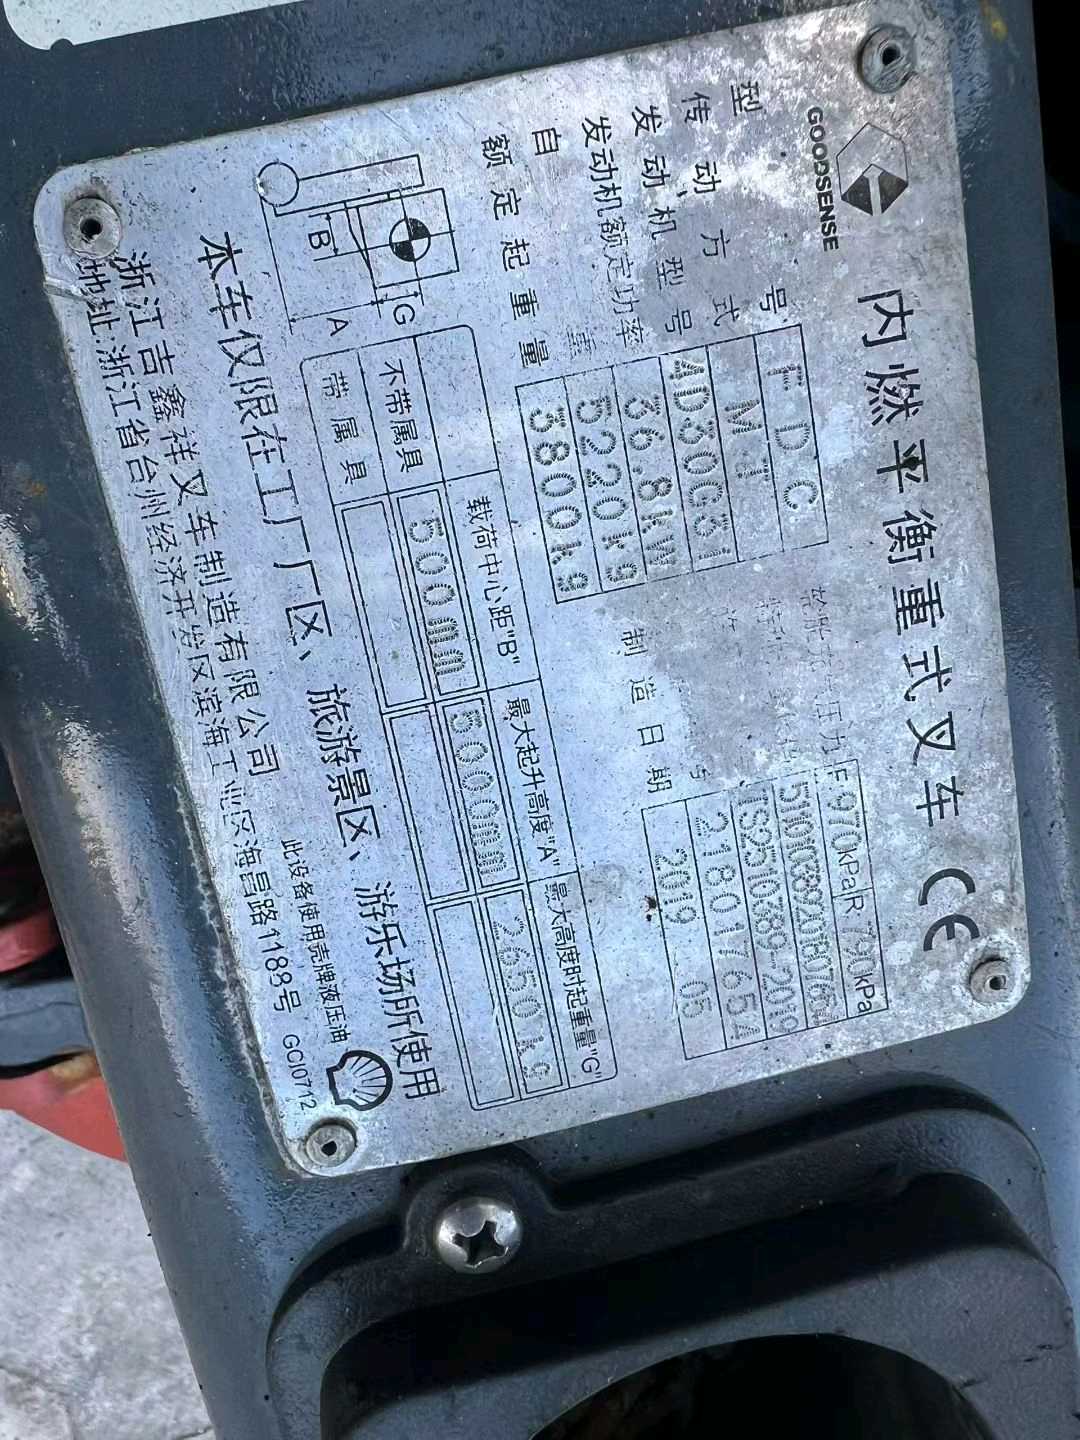 GOODSENSE
内燃平衡重式叉车 CE
型号 FD C
传动方式 MT
发动机型号 4D30G31
发动机额定功率 36.8kW
自重 5220kg
额定起重量 3800kg
F 970kPa R 790kPa
TS2510389-2019
218017654
制造日期 2019 05
载荷中心距"B" 最大起升高度"A" 最大高度时起重量"G"
不带属具 500mm 5000mm 2650kg
带属具
G
B
A
本车仅限在工厂厂区、旅游景区、游乐场所使用
浙江吉鑫祥叉车制造有限公司
此设备使用壳牌液压油
地址:浙江省台州经济开发区滨海工业区海昌路1188号 GCI0712